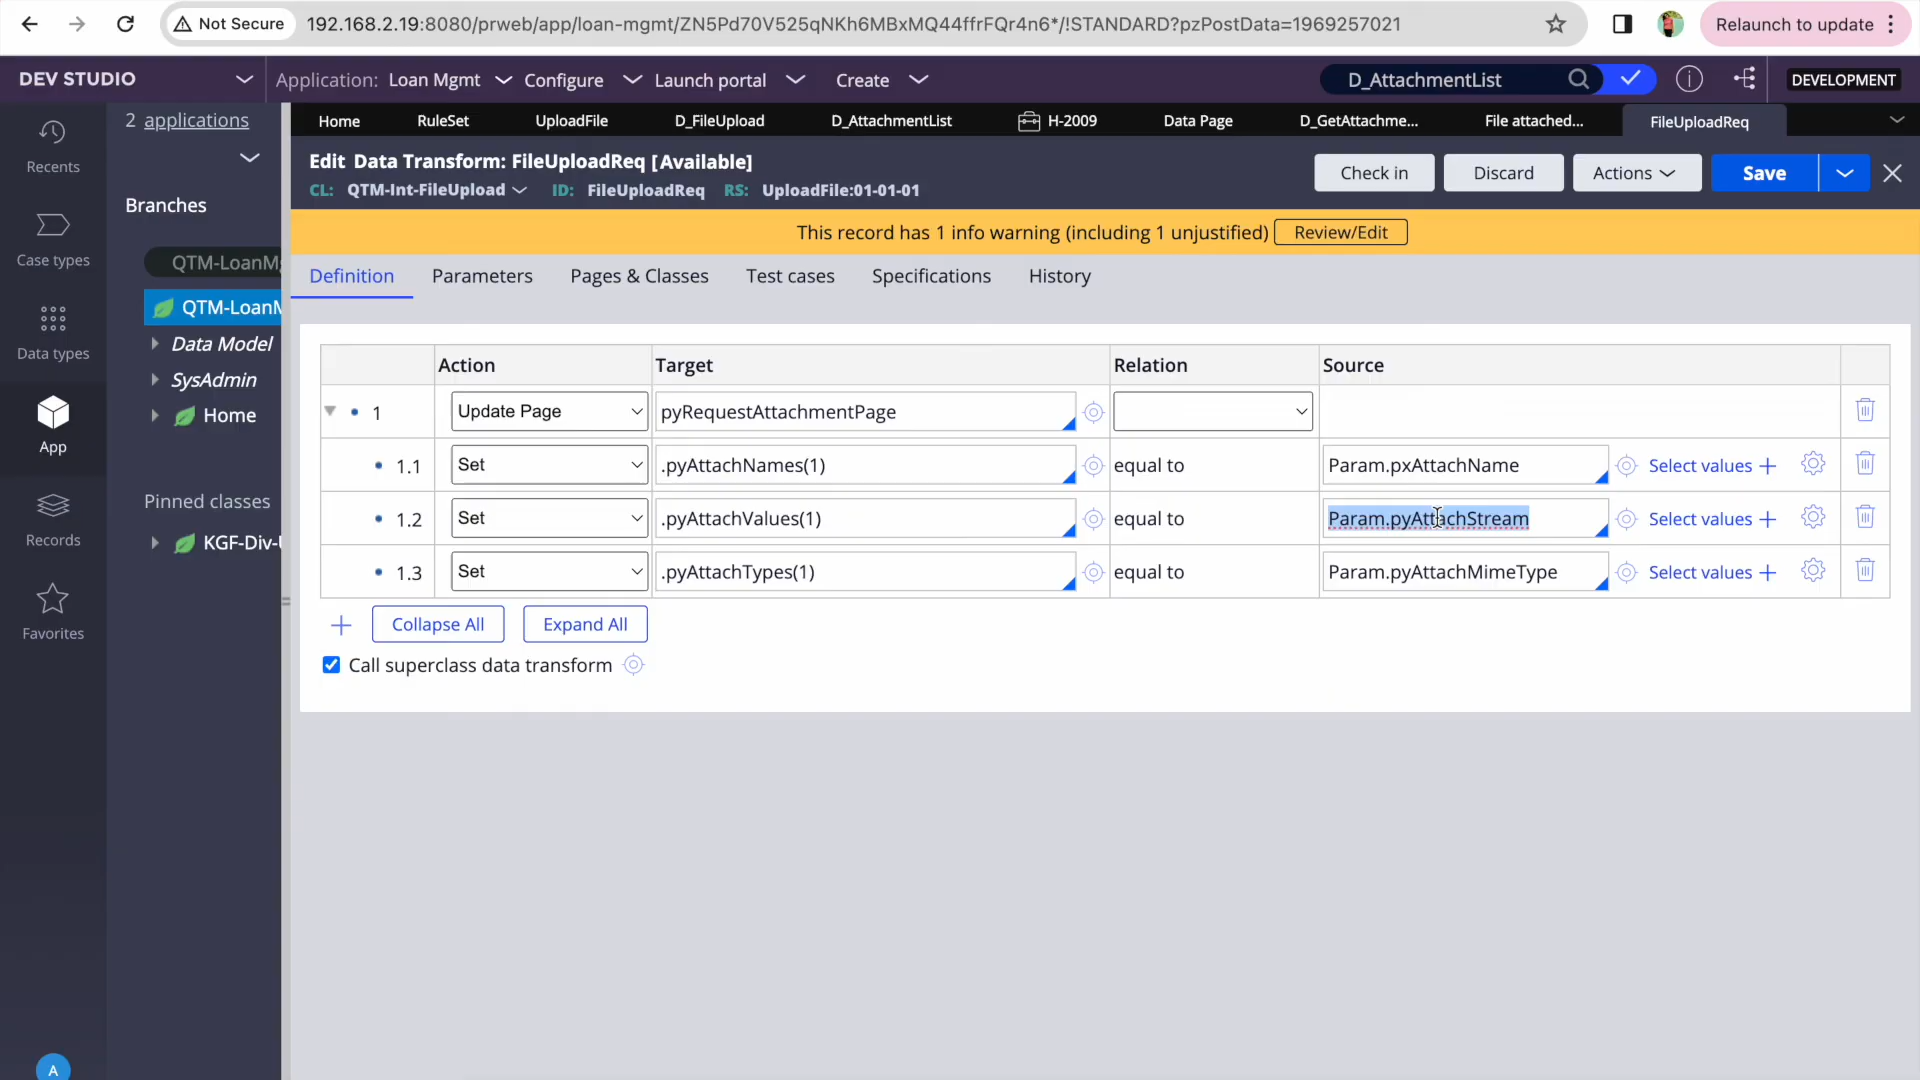 Not Secure
192.168.2.19:8080/prweb/app/loan-mgmt/ZN5Pd70V525qNKh6MBxMQ44ffrFQr4n6*/!STANDARD?pzPostData=1969257021
Relaunch to update
DEV STUDIO
Application: Loan Mgmt
Configure
Launch portal
Create
D_AttachmentList
DEVELOPMENT
Recents
Case types
Data types
App
Records
Favorites
A
2 applications
Branches
QTM-LoanMg
QTM-LoanM
Data Model
SysAdmin
Home
Pinned classes
KGF-Div-U
Home
RuleSet
UploadFile
D_FileUpload
D_AttachmentList
H-2009
Data Page
D_GetAttachme...
File attached...
FileUploadReq
Edit Data Transform: FileUploadReq [Available]
CL: QTM-Int-FileUpload ID: FileUploadReq RS: UploadFile:01-01-01
Check in
Discard
Actions
Save
This record has 1 info warning (including 1 unjustified) Review/Edit
Definition
Parameters
Pages & Classes
Test cases
Specifications
History
Action Target Relation Source
1 Update Page pyRequestAttachmentPage
1.1 Set .pyAttachNames(1) equal to Param.pxAttachName Select values
1.2 Set .pyAttachValues(1) equal to Param.pyAttachStream Select values
1.3 Set .pyAttachTypes(1) equal to Param.pyAttachMimeType Select values
Collapse All
Expand All
Call superclass data transform